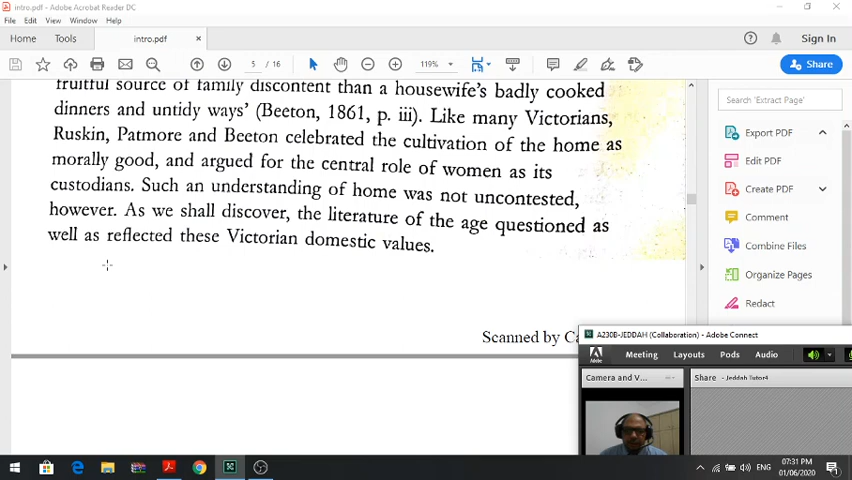 intro.pdf - Adobe Acrobat Reader DC
File Edit View Window Help
Home Tools intro.pdf × Sign In
5 / 16 119% Share
fruitful source of family discontent than a housewife's badly cooked
dinners and untidy ways' (Beeton, 1861, p. iii). Like many Victorians,
Ruskin, Patmore and Beeton celebrated the cultivation of the home as
morally good, and argued for the central role of women as its
custodians. Such an understanding of home was not uncontested,
however. As we shall discover, the literature of the age questioned as
well as reflected these Victorian domestic values.
Scanned by Ca
Search 'Extract Page'
Export PDF
Edit PDF
Create PDF
Comment
Combine Files
Organize Pages
Redact
A230B-JEDDAH (Collaboration) - Adobe Connect
Meeting Layouts Pods Audio
Camera and V... Share - Jeddah Tutor4
ENG
07:31 PM
01/06/2020